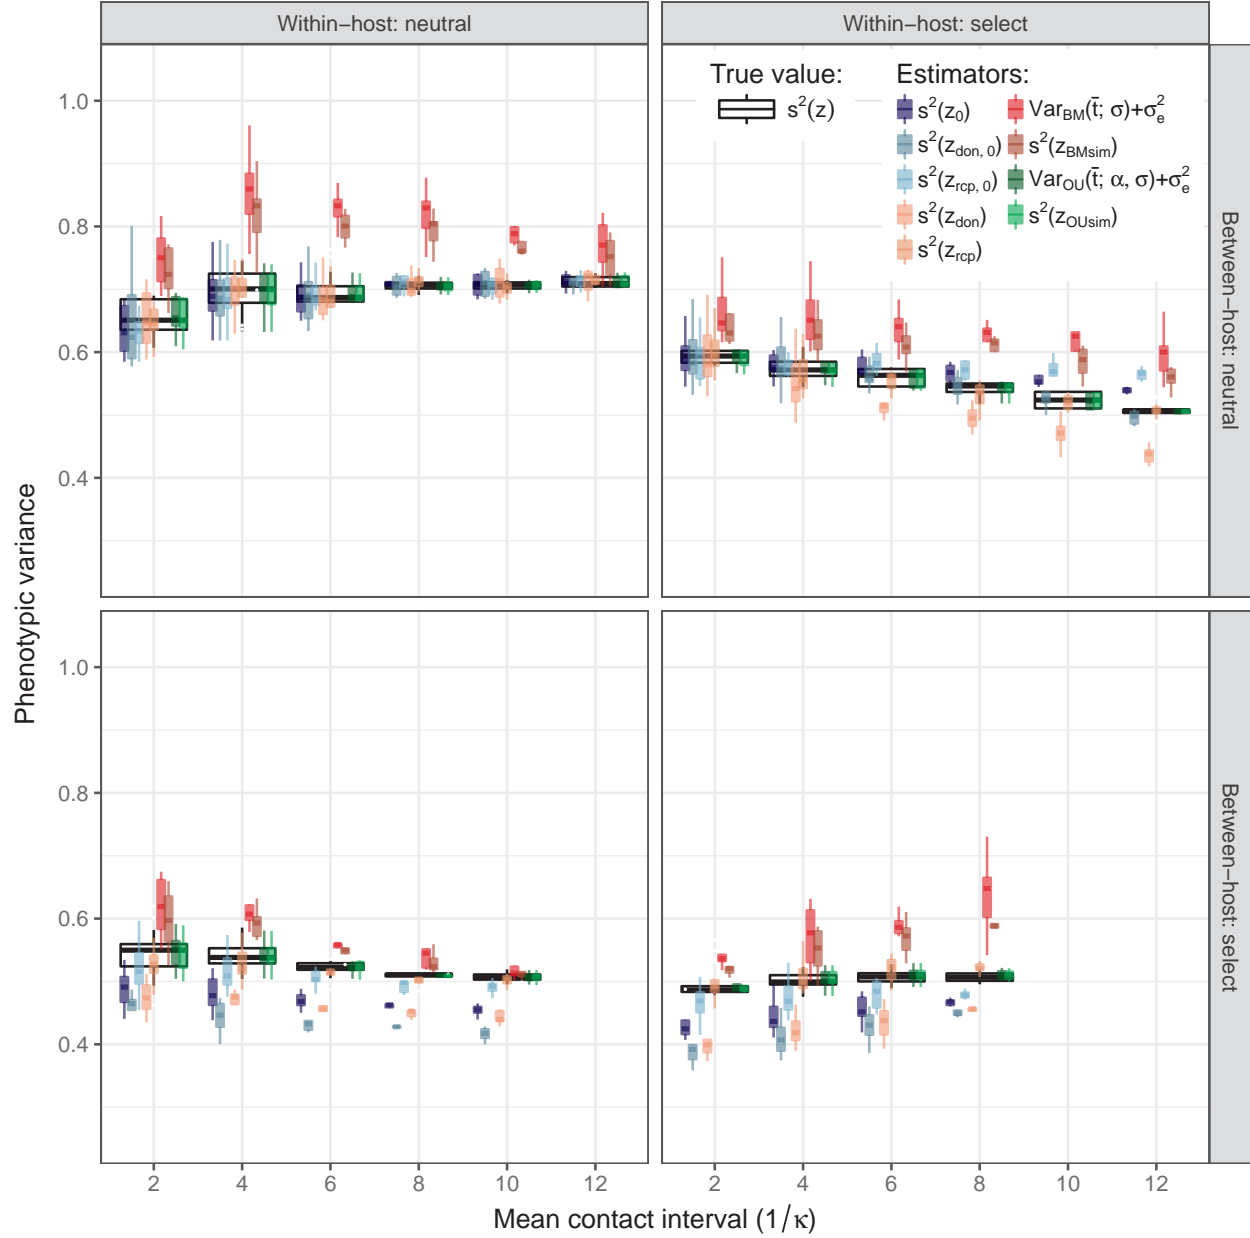 Within−host: neutral
Within−host: select
True value:
s²(z)
Estimators:
s²(z₀)
s²(z_don, 0)
s²(z_rcp, 0)
s²(z_don)
s²(z_rcp)
Var_BM(t̄; σ)+σ²_e
s²(z_BMsim)
Var_OU(t̄; α, σ)+σ²_e
s²(z_OUsim)
Between−host: neutral
1.0
0.8
0.6
0.4
Between−host: select
1.0
0.8
0.6
0.4
Phenotypic variance
2 4 6 8 10 12
2 4 6 8 10 12
Mean contact interval (1/κ)